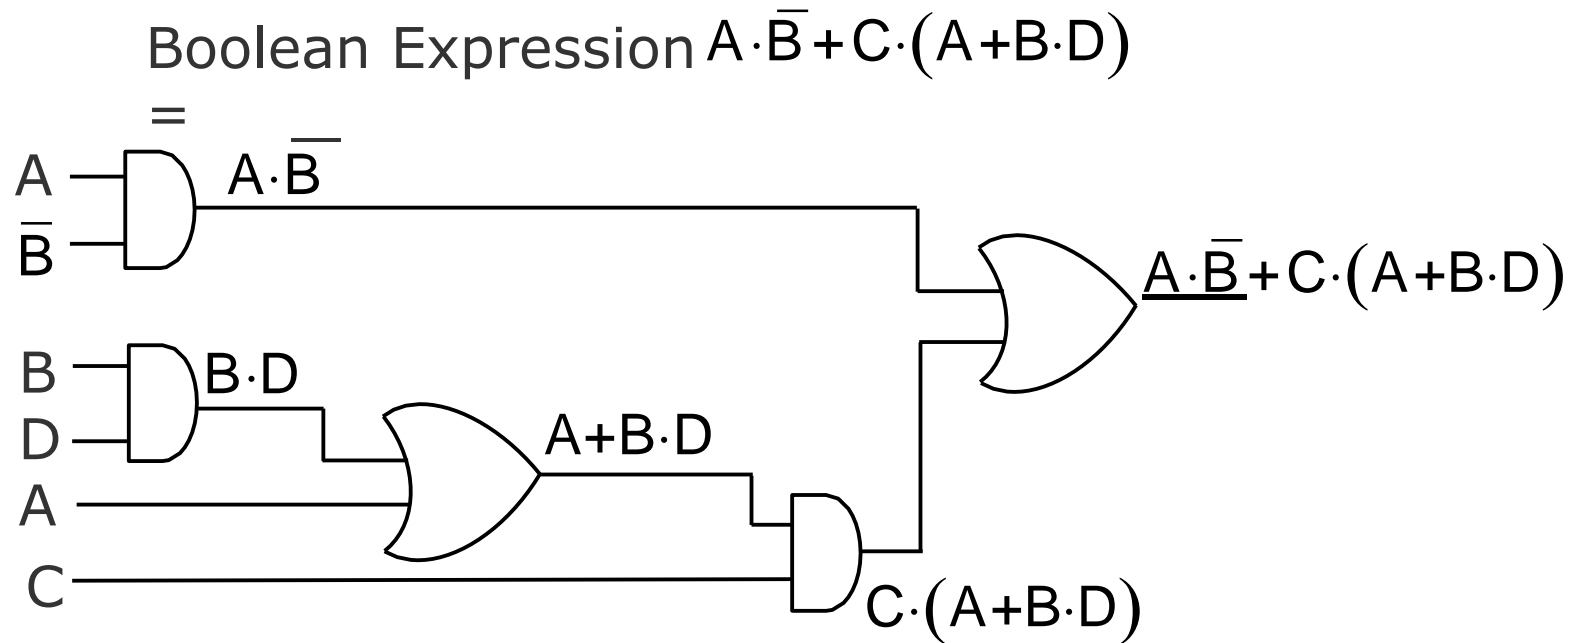 Boolean Expression A·B̅+C·(A+B·D)
=
A
A·B̅
B̅
A·B̅+C·(A+B·D)
B
B·D
D
A+B·D
A
C
C·(A+B·D)